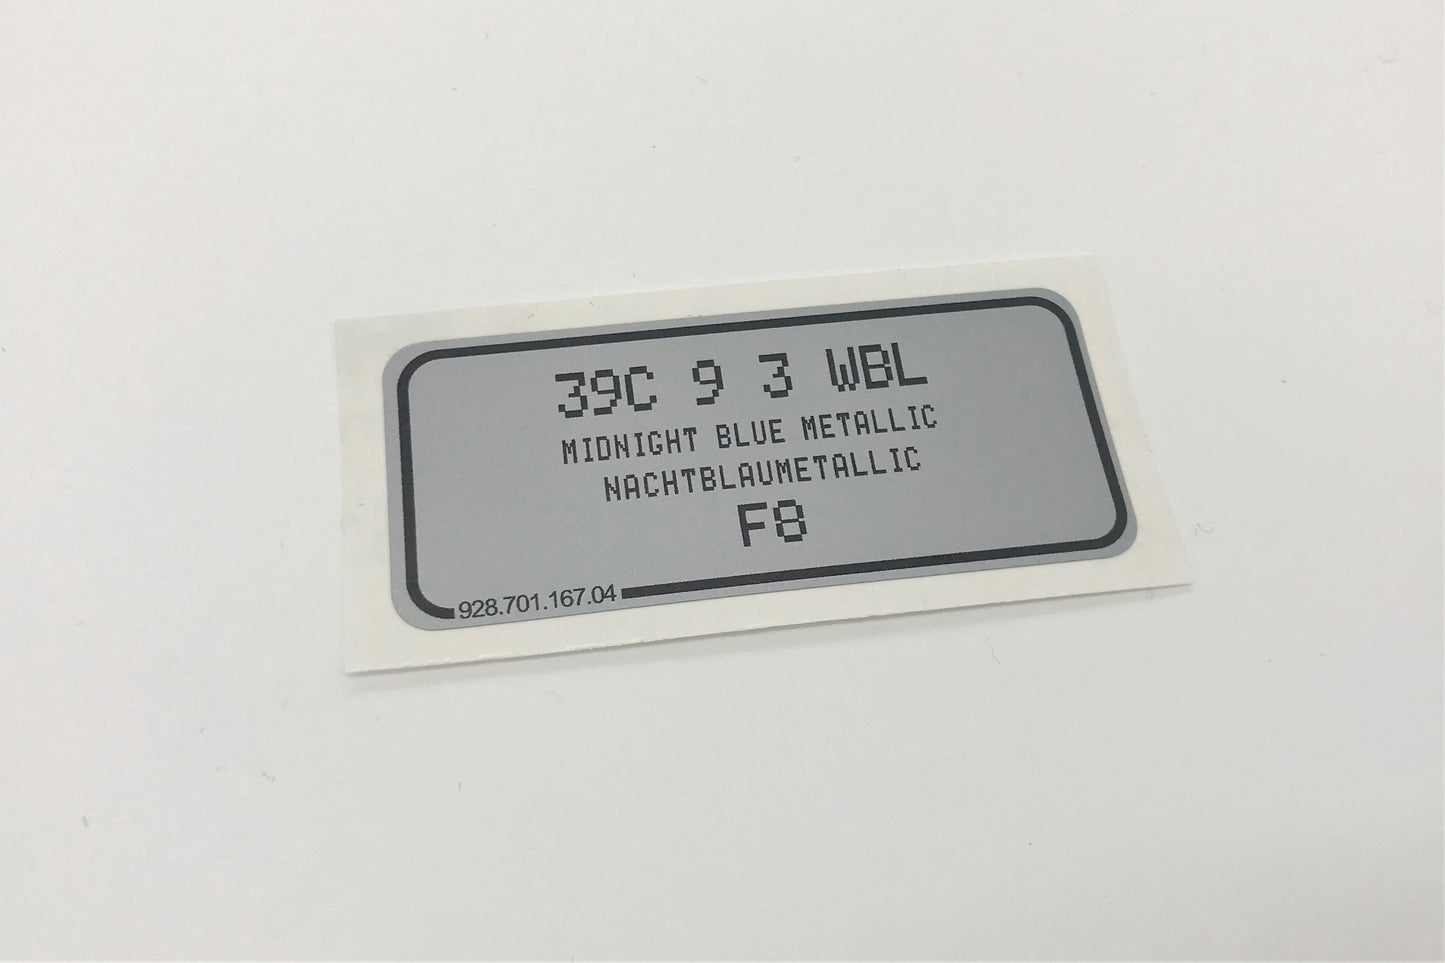 39C 9 3 WBL
MIDNIGHT BLUE METALLIC
NACHTBLAUMETALLIC
F8
928.701.167.04